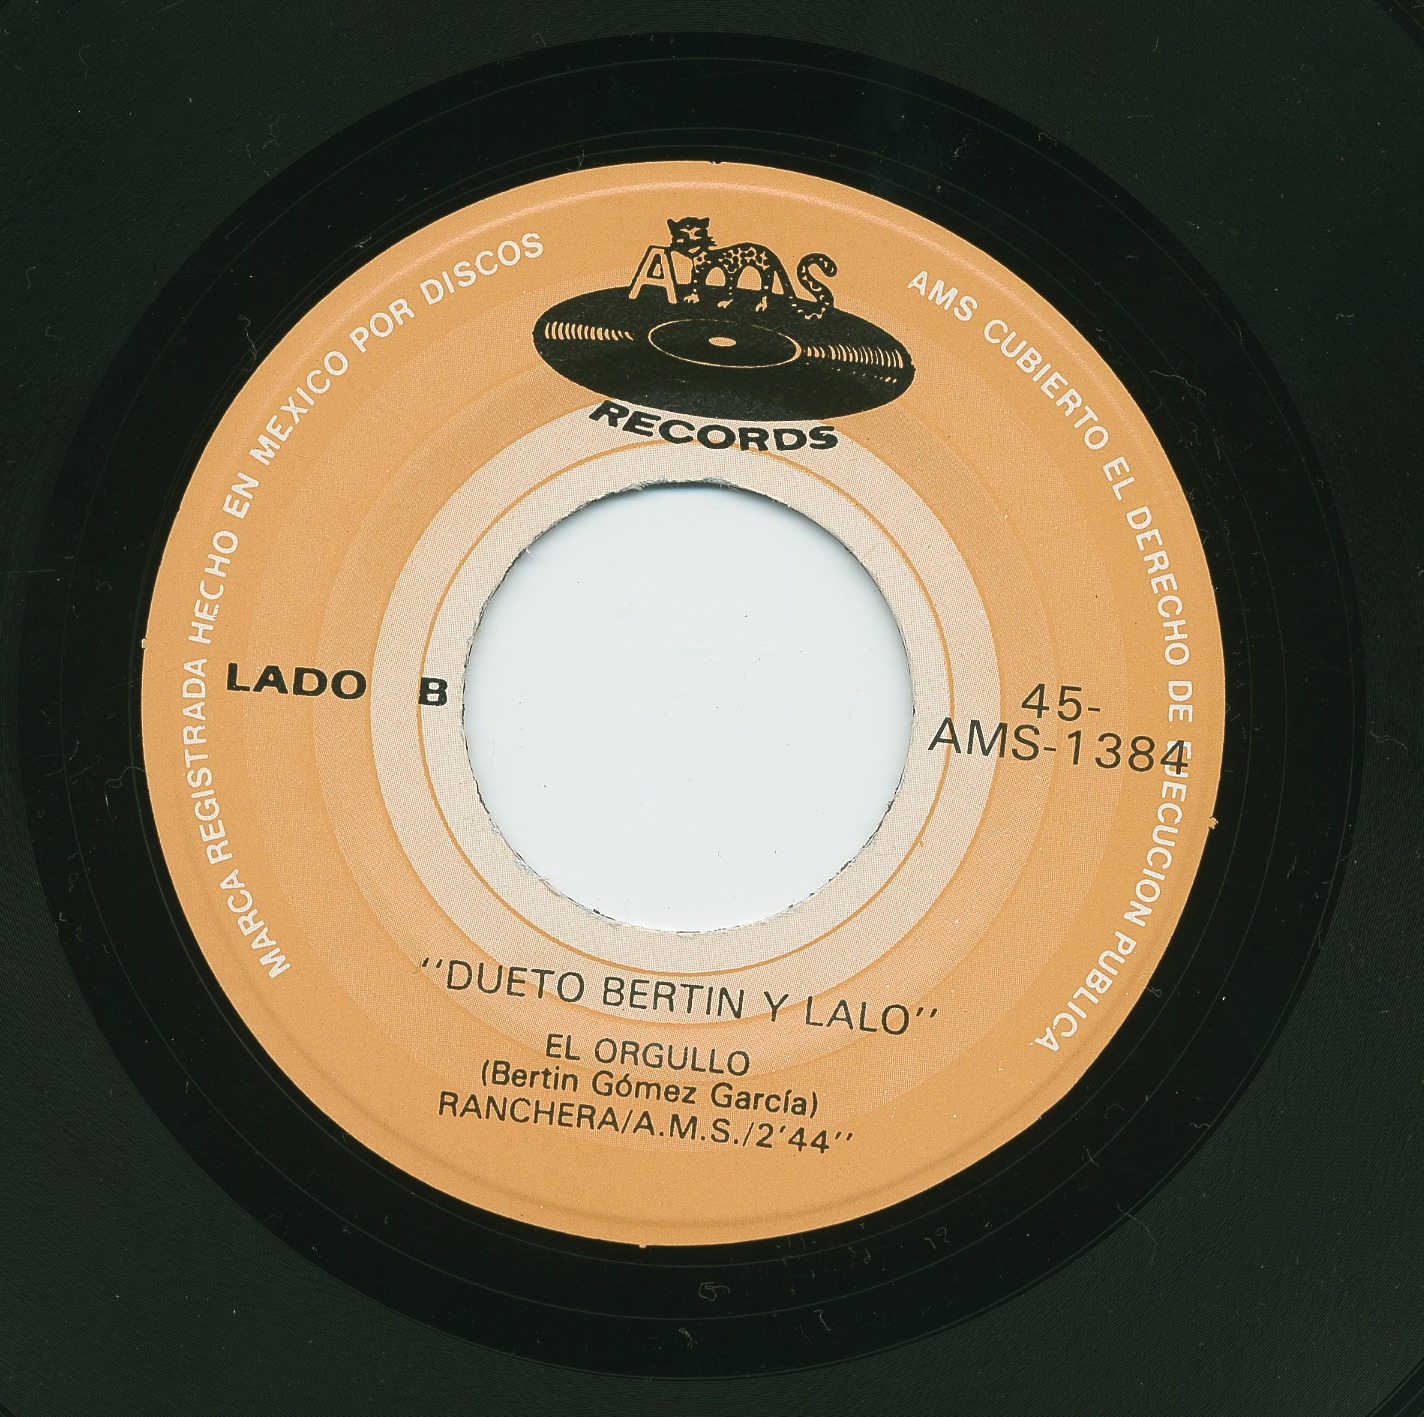 AMS
RECORDS
MARCA REGISTRADA HECHO EN MEXICO POR DISCOS
AMS CUBIERTO EL DERECHO DE EJECUCION PUBLICA
LADO B
45-
AMS-1384
"DUETO BERTIN Y LALO"
EL ORGULLO
(Bertin Gómez García)
RANCHERA/A.M.S./2'44"